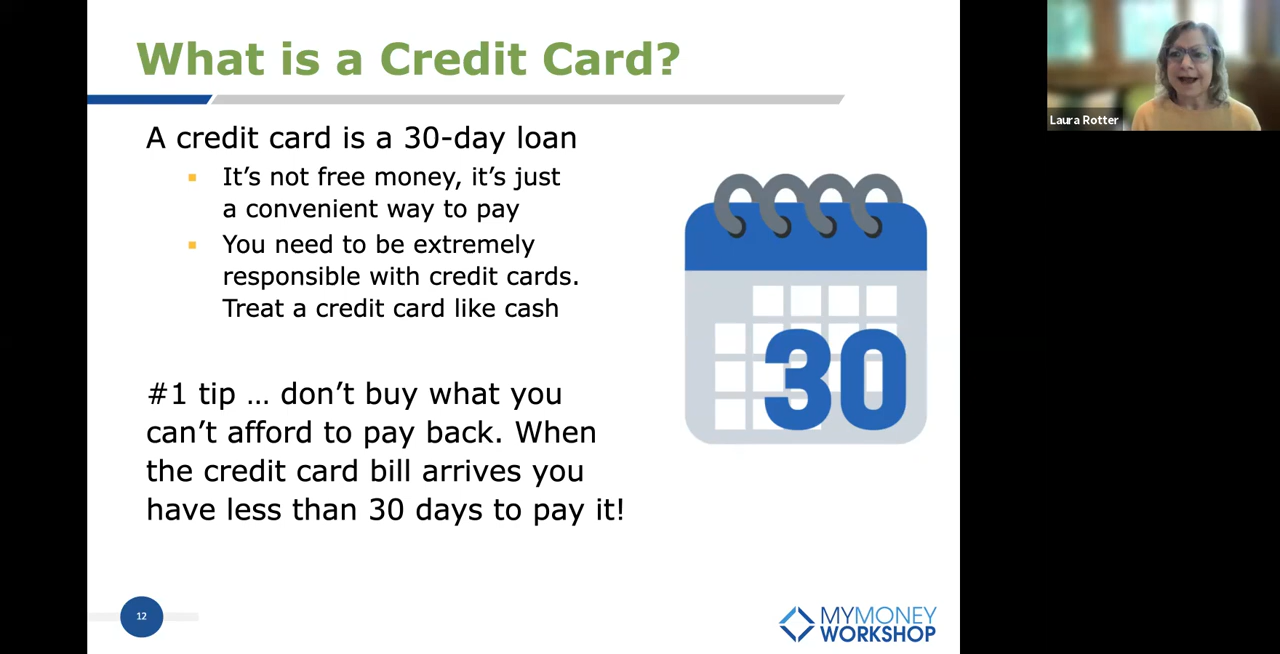 What is a Credit Card?
A credit card is a 30-day loan
It’s not free money, it’s just
a convenient way to pay
You need to be extremely
responsible with credit cards.
Treat a credit card like cash
#1 tip … don’t buy what you
can’t afford to pay back. When
the credit card bill arrives you
have less than 30 days to pay it!
30
12
MYMONEY
WORKSHOP
Laura Rotter